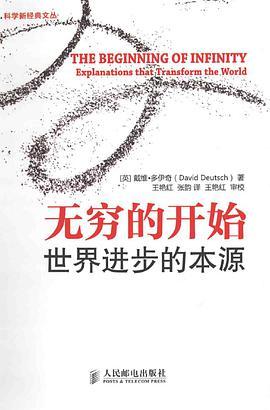 科学新经典文丛
THE BEGINNING OF INFINITY
Explanations that Transform the World
[英] 戴维·多伊奇 (David Deutsch) 著
王艳红 张韵 译 王艳红 审校
无穷的开始
世界进步的本源
人民邮电出版社
POSTS & TELECOM PRESS